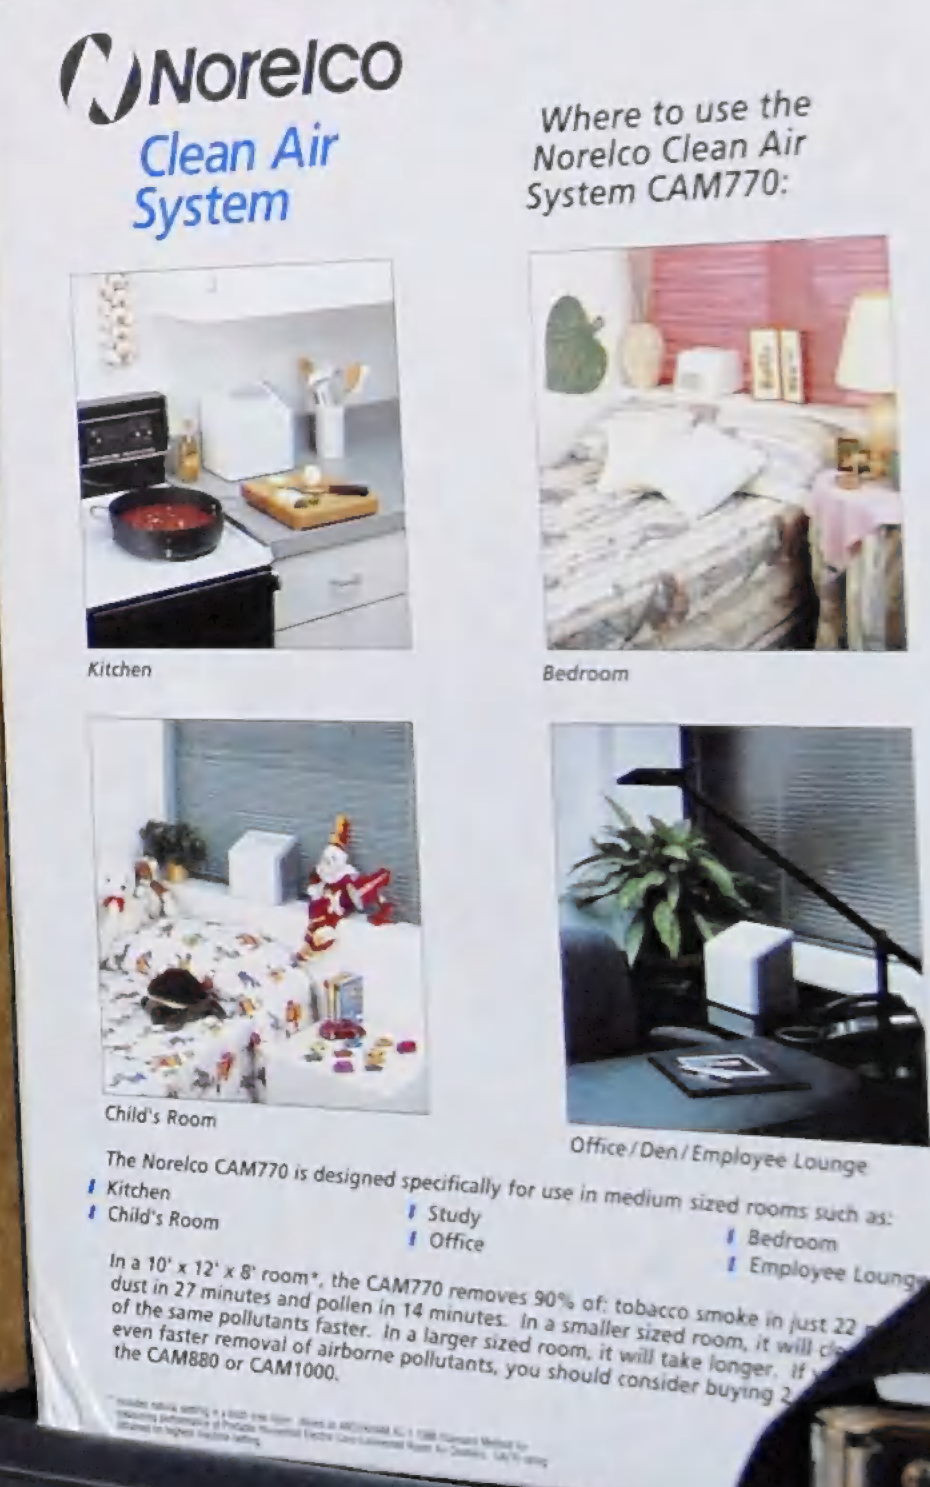 Norelco
Clean Air
System
Where to use the
Norelco Clean Air
System CAM770:
Kitchen
Bedroom
Child's Room
Office/Den/Employee Lounge
The Norelco CAM770 is designed specifically for use in medium sized rooms such as:
Kitchen
Child's Room
Study
Office
Bedroom
Employee Lounge
In a 10' x 12' x 8' room*, the CAM770 removes 90% of: tobacco smoke in just 22
dust in 27 minutes and pollen in 14 minutes. In a smaller sized room, it will
of the same pollutants faster. In a larger sized room, it will take longer. If
even faster removal of airborne pollutants, you should consider buying 2
the CAM880 or CAM1000.